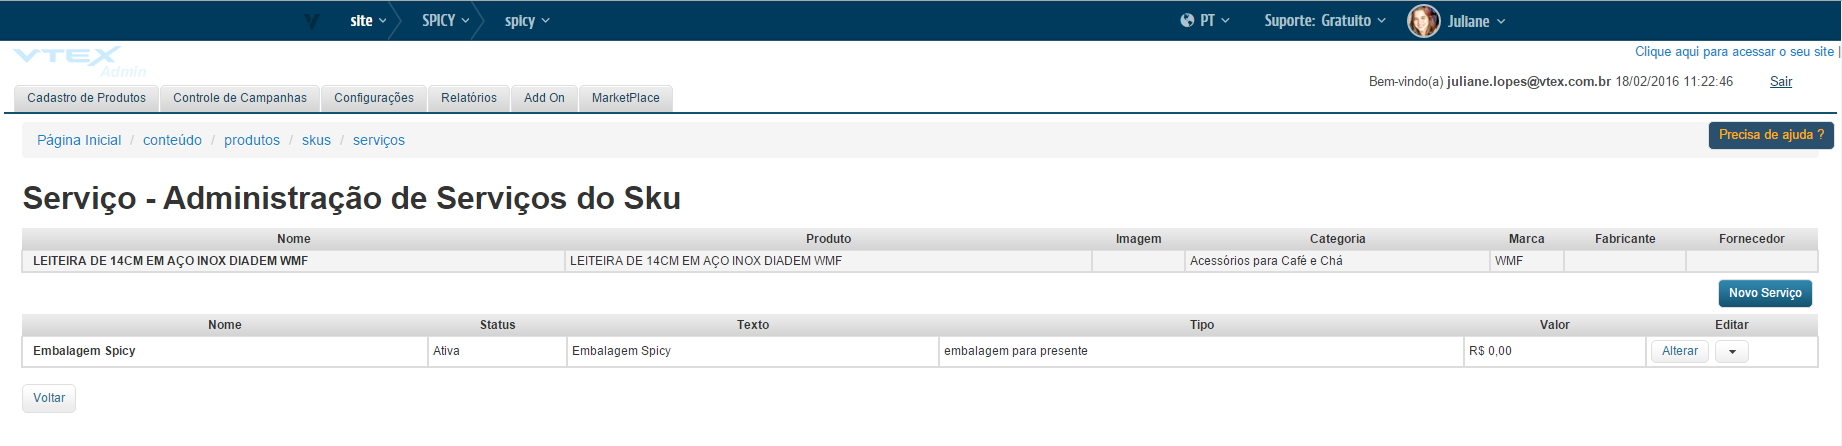 site SPICY spicy PT Suporte: Gratuito Juliane
VTEX
Admin
Clique aqui para acessar o seu site |
Bem-vindo(a) juliane.lopes@vtex.com.br 18/02/2016 11:22:46 Sair
Cadastro de Produtos Controle de Campanhas Configurações Relatórios Add On MarketPlace
Página Inicial / conteúdo / produtos / skus / serviços
Precisa de ajuda ?
Serviço - Administração de Serviços do Sku
Nome Produto Imagem Categoria Marca Fabricante Fornecedor
LEITEIRA DE 14CM EM AÇO INOX DIADEM WMF LEITEIRA DE 14CM EM AÇO INOX DIADEM WMF Acessórios para Café e Chá WMF
Novo Serviço
Nome Status Texto Tipo Valor Editar
Embalagem Spicy Ativa Embalagem Spicy embalagem para presente R$ 0,00 Alterar
Voltar